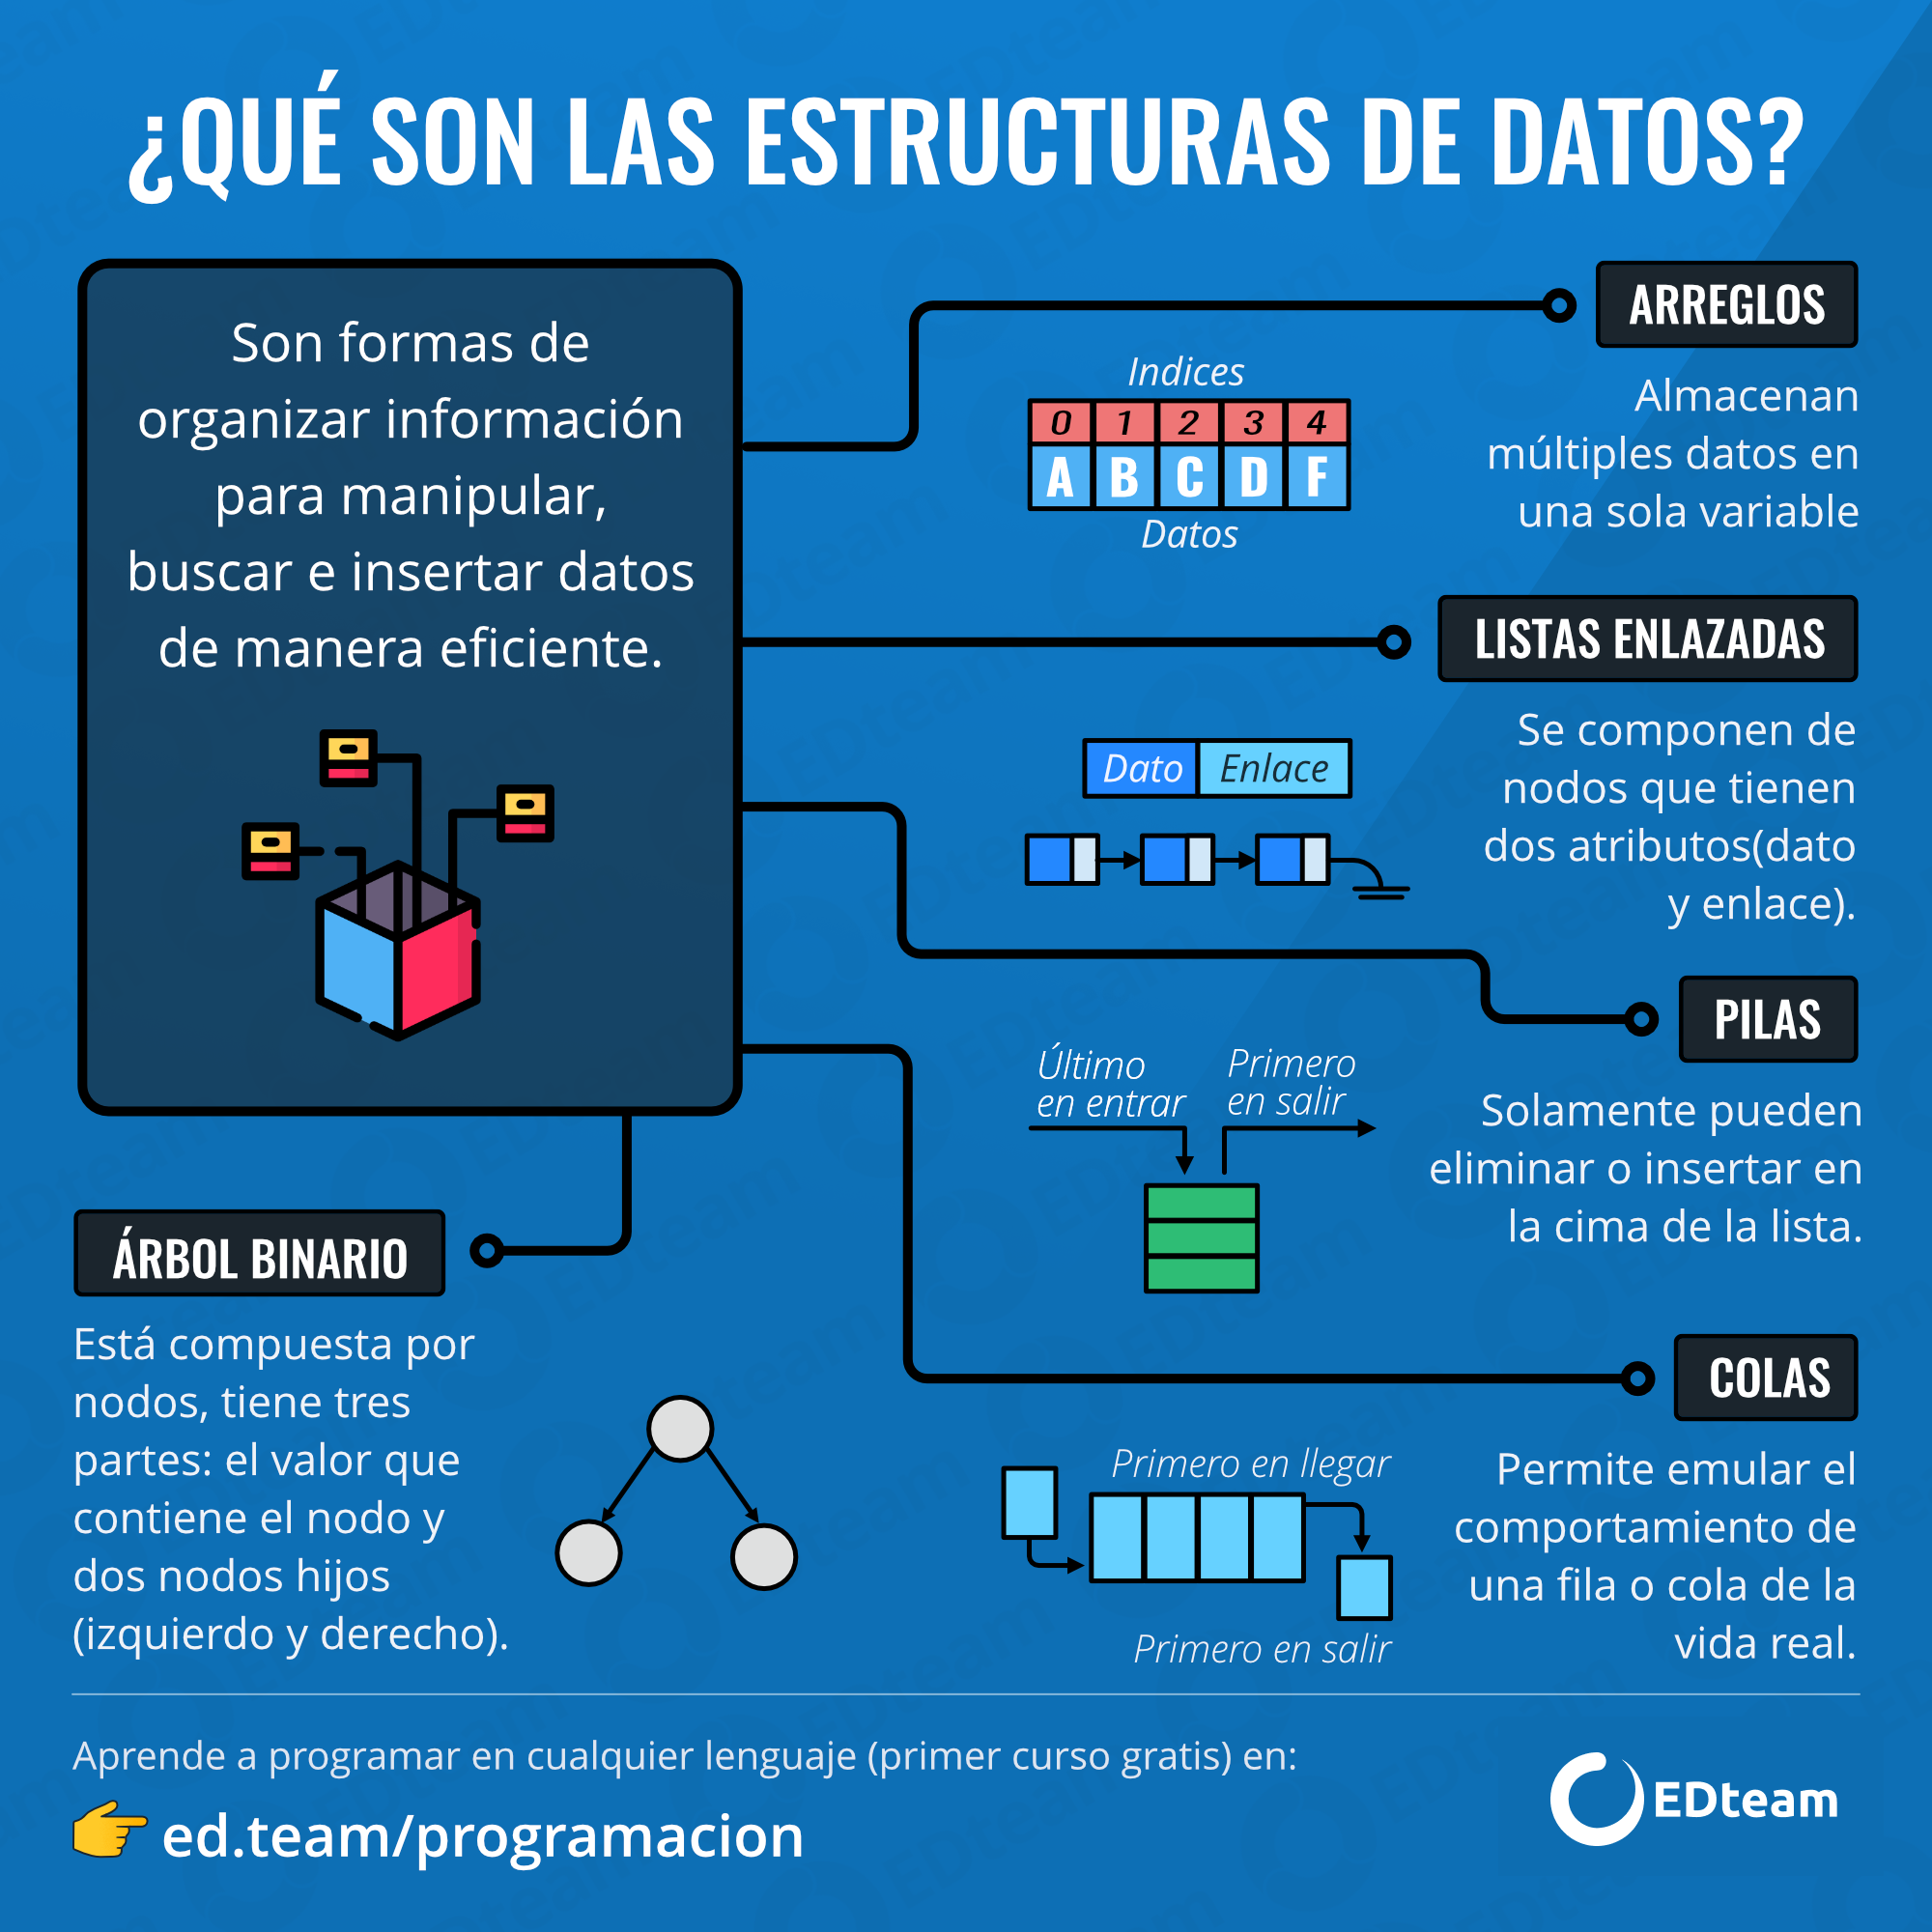 ¿QUÉ SON LAS ESTRUCTURAS DE DATOS?
Son formas de
organizar información
para manipular,
buscar e insertar datos
de manera eficiente.
ARREGLOS
Almacenan
múltiples datos en
una sola variable
Indices
0 1 2 3 4
A B C D F
Datos
LISTAS ENLAZADAS
Se componen de
nodos que tienen
dos atributos(dato
y enlace).
Dato Enlace
PILAS
Solamente pueden
eliminar o insertar en
la cima de la lista.
Último
en entrar
Primero
en salir
COLAS
Permite emular el
comportamiento de
una fila o cola de la
vida real.
Primero en llegar
Primero en salir
ÁRBOL BINARIO
Está compuesta por
nodos, tiene tres
partes: el valor que
contiene el nodo y
dos nodos hijos
(izquierdo y derecho).
Aprende a programar en cualquier lenguaje (primer curso gratis) en:
ed.team/programacion
EDteam